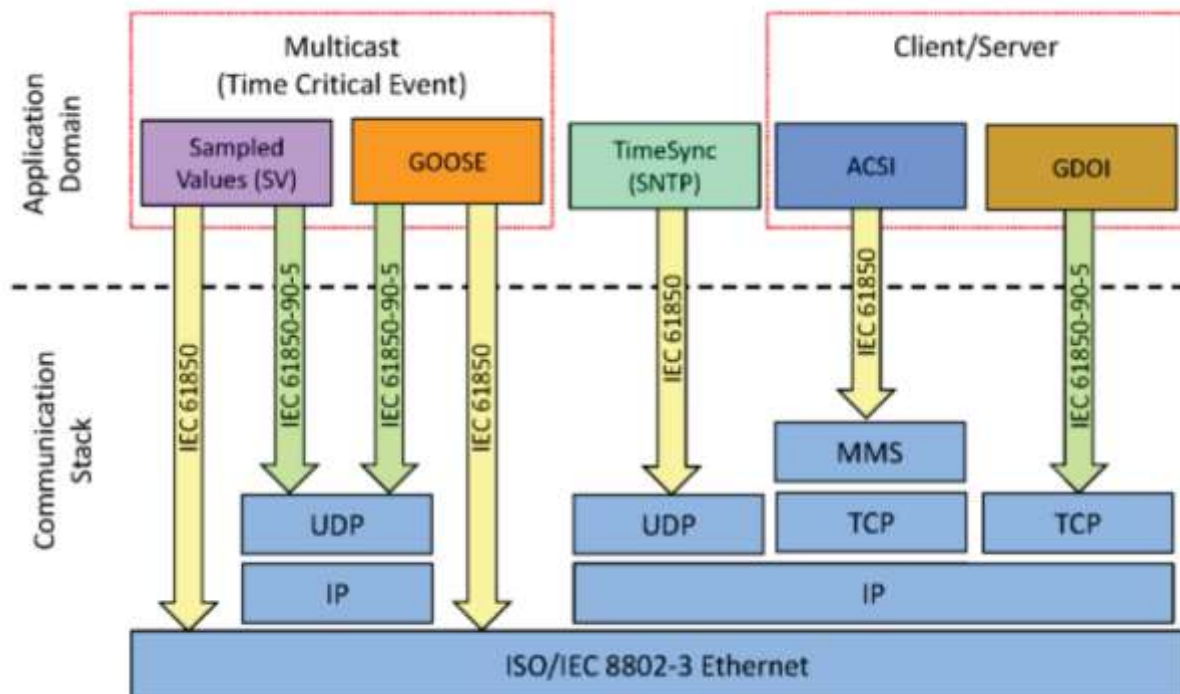 Application
Domain
Communication
Stack
Multicast
(Time Critical Event)
Client/Server
Sampled
Values (SV)
GOOSE
TimeSync
(SNTP)
ACSI
GDOI
IEC 61850
IEC 61850-90-5
IEC 61850-90-5
IEC 61850
IEC 61850
IEC 61850
IEC 61850-90-5
MMS
UDP
UDP
TCP
TCP
IP
IP
ISO/IEC 8802-3 Ethernet